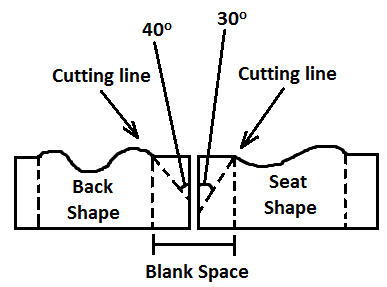 40º
30º
Cutting line
Cutting line
Back
Shape
Seat
Shape
Blank Space